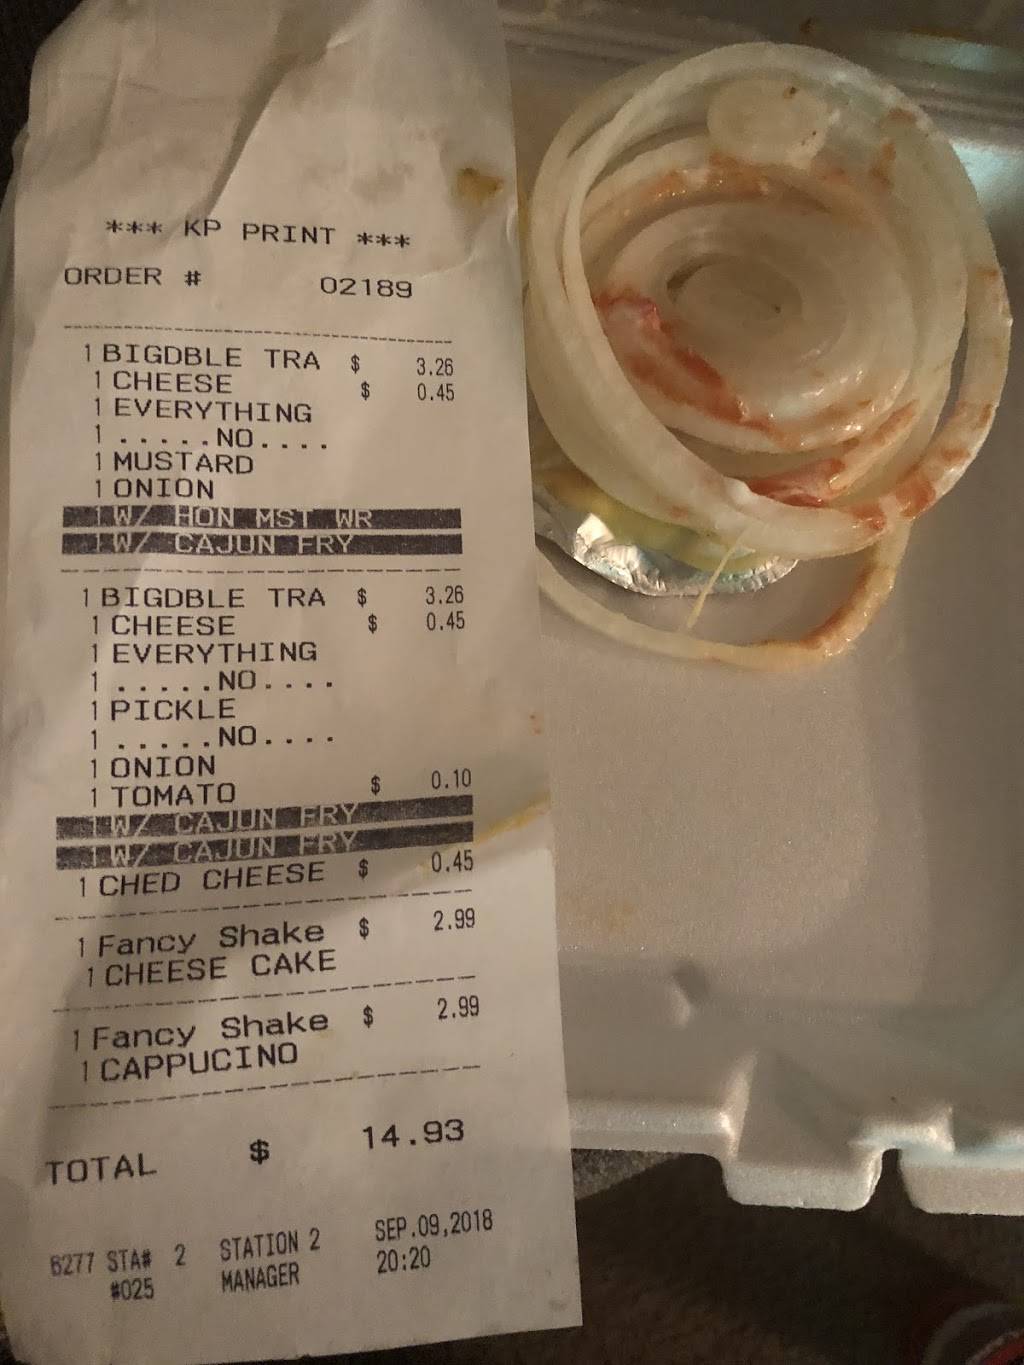 *** KP PRINT ***
ORDER # 02189
1 BIGDBLE TRA $ 3.26
1 CHEESE $ 0.45
1 EVERYTHING
1 .....NO....
1 MUSTARD
1 ONION
1 W/ HON MST WR
1 W/ CAJUN FRY
1 BIGDBLE TRA $ 3.26
1 CHEESE $ 0.45
1 EVERYTHING
1 .....NO....
1 PICKLE
1 .....NO....
1 ONION
1 TOMATO $ 0.10
1 W/ CAJUN FRY
1 W/ CAJUN FRY
1 CHED CHEESE $ 0.45
1 Fancy Shake $ 2.99
1 CHEESE CAKE
1 Fancy Shake $ 2.99
1 CAPPUCINO
TOTAL $ 14.93
6277 STA# 2 STATION 2 SEP.09,2018
#025 MANAGER 20:20